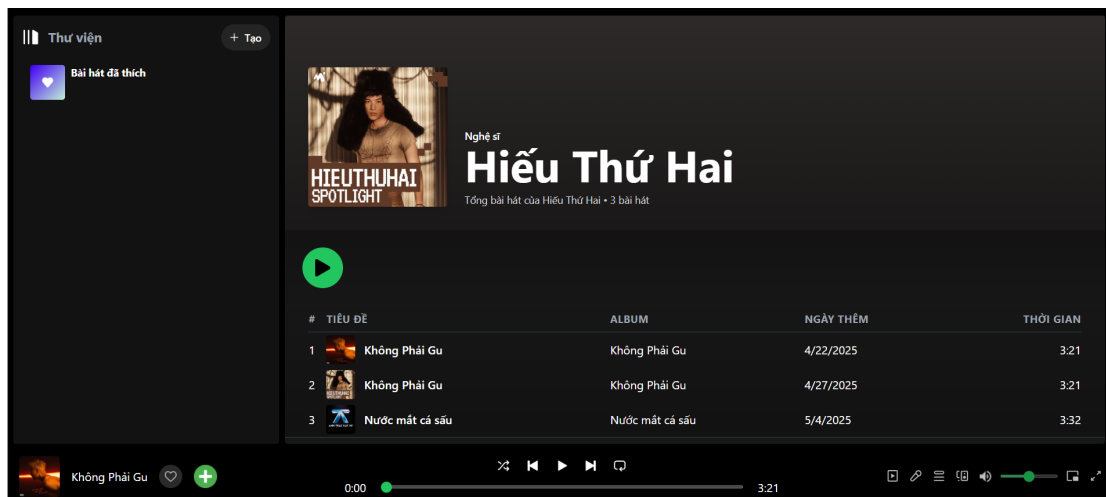 Thư viện
+ Tạo
Bài hát đã thích
HIEUTHUHAI
SPOTLIGHT
Nghệ sĩ
Hiếu Thứ Hai
Tổng bài hát của Hiếu Thứ Hai • 3 bài hát
# TIÊU ĐỀ ALBUM NGÀY THÊM THỜI GIAN
1 Không Phải Gu Không Phải Gu 4/22/2025 3:21
2 Không Phải Gu Không Phải Gu 4/27/2025 3:21
3 Nước mắt cá sấu Nước mắt cá sấu 5/4/2025 3:32
Không Phải Gu
0:00 3:21